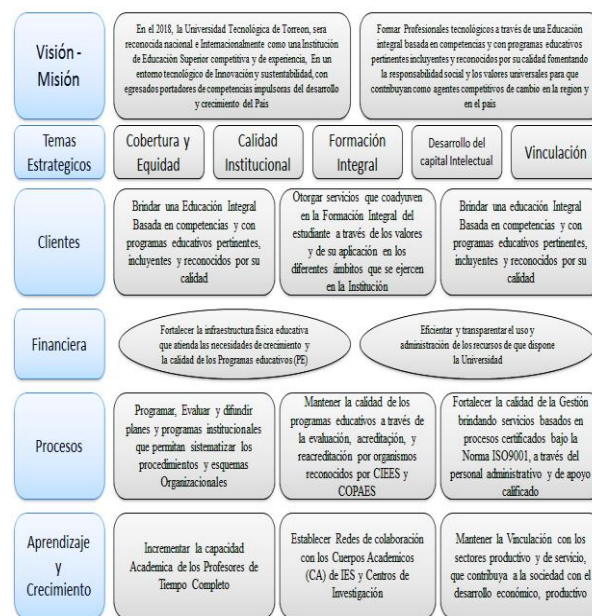 Visión -
Misión
En el 2018, la Universidad Tecnológica de Torreon, sera
reconocida nacional e Internacionalmente como una Institución
de Educación Superior competitiva y de experiencia, En un
entorno tecnológico de Innovación y sustentabilidad, con
egresados portadores de competencias impulsoras del desarrollo
y crecimiento del Pais
Formar Profesionales tecnológicos a través de una Educación
integral basada en competencias y con programas educativos
pertinentes incluyentes y reconocidos por su calidad fomentando
la responsabilidad social y los valores universales para que
contribuyan como agentes competitivos de cambio en la region y
en el pais
Temas
Estrategicos
Cobertura y
Equidad
Calidad
Institucional
Formación
Integral
Desarrollo del
capital Intelectual
Vinculación
Clientes
Brindar una Educación Integral
Basada en competencias y con
programas educativos pertinentes,
incluyentes y reconocidos por su
calidad
Otorgar servicios que coadyuven
en la Formación Integral del
estudiante a través de los valores
y de su aplicación en los
diferentes ámbitos que se ejercen
en la Institución
Brindar una educación Integral
Basada en competencias y con
programas educativos pertinentes,
incluyentes y reconocidos por su
calidad
Financiera
Fortalecer la infraestructura física educativa
que atienda las necesidades de crecimiento y
la calidad de los Programas educativos (PE)
Eficientar y transparentar el uso y
administración de los recursos de que dispone
la Universidad
Procesos
Programar, Evaluar y difundir
planes y programas institucionales
que permitan sistematizar los
procedimientos y esquemas
Organizacionales
Mantener la calidad de los
programas educativos a través de
la evaluación, acreditación, y
reacreditación por organismos
reconocidos por CIEES y
COPAES
Fortalecer la calidad de la Gestión
brindando servicios basados en
procesos certificados bajo la
Norma ISO9001, a través del
personal administrativo y de apoyo
calificado
Aprendizaje
y
Crecimiento
Incrementar la capacidad
Academica de los Profesores de
Tiempo Completo
Establecer Redes de colaboración
con los Cuerpos Academicos
(CA) de IES y Centros de
Investigación
Mantener la Vinculación con los
sectores productivo y de servicio,
que contribuya a la sociedad con el
desarrollo económico, productivo